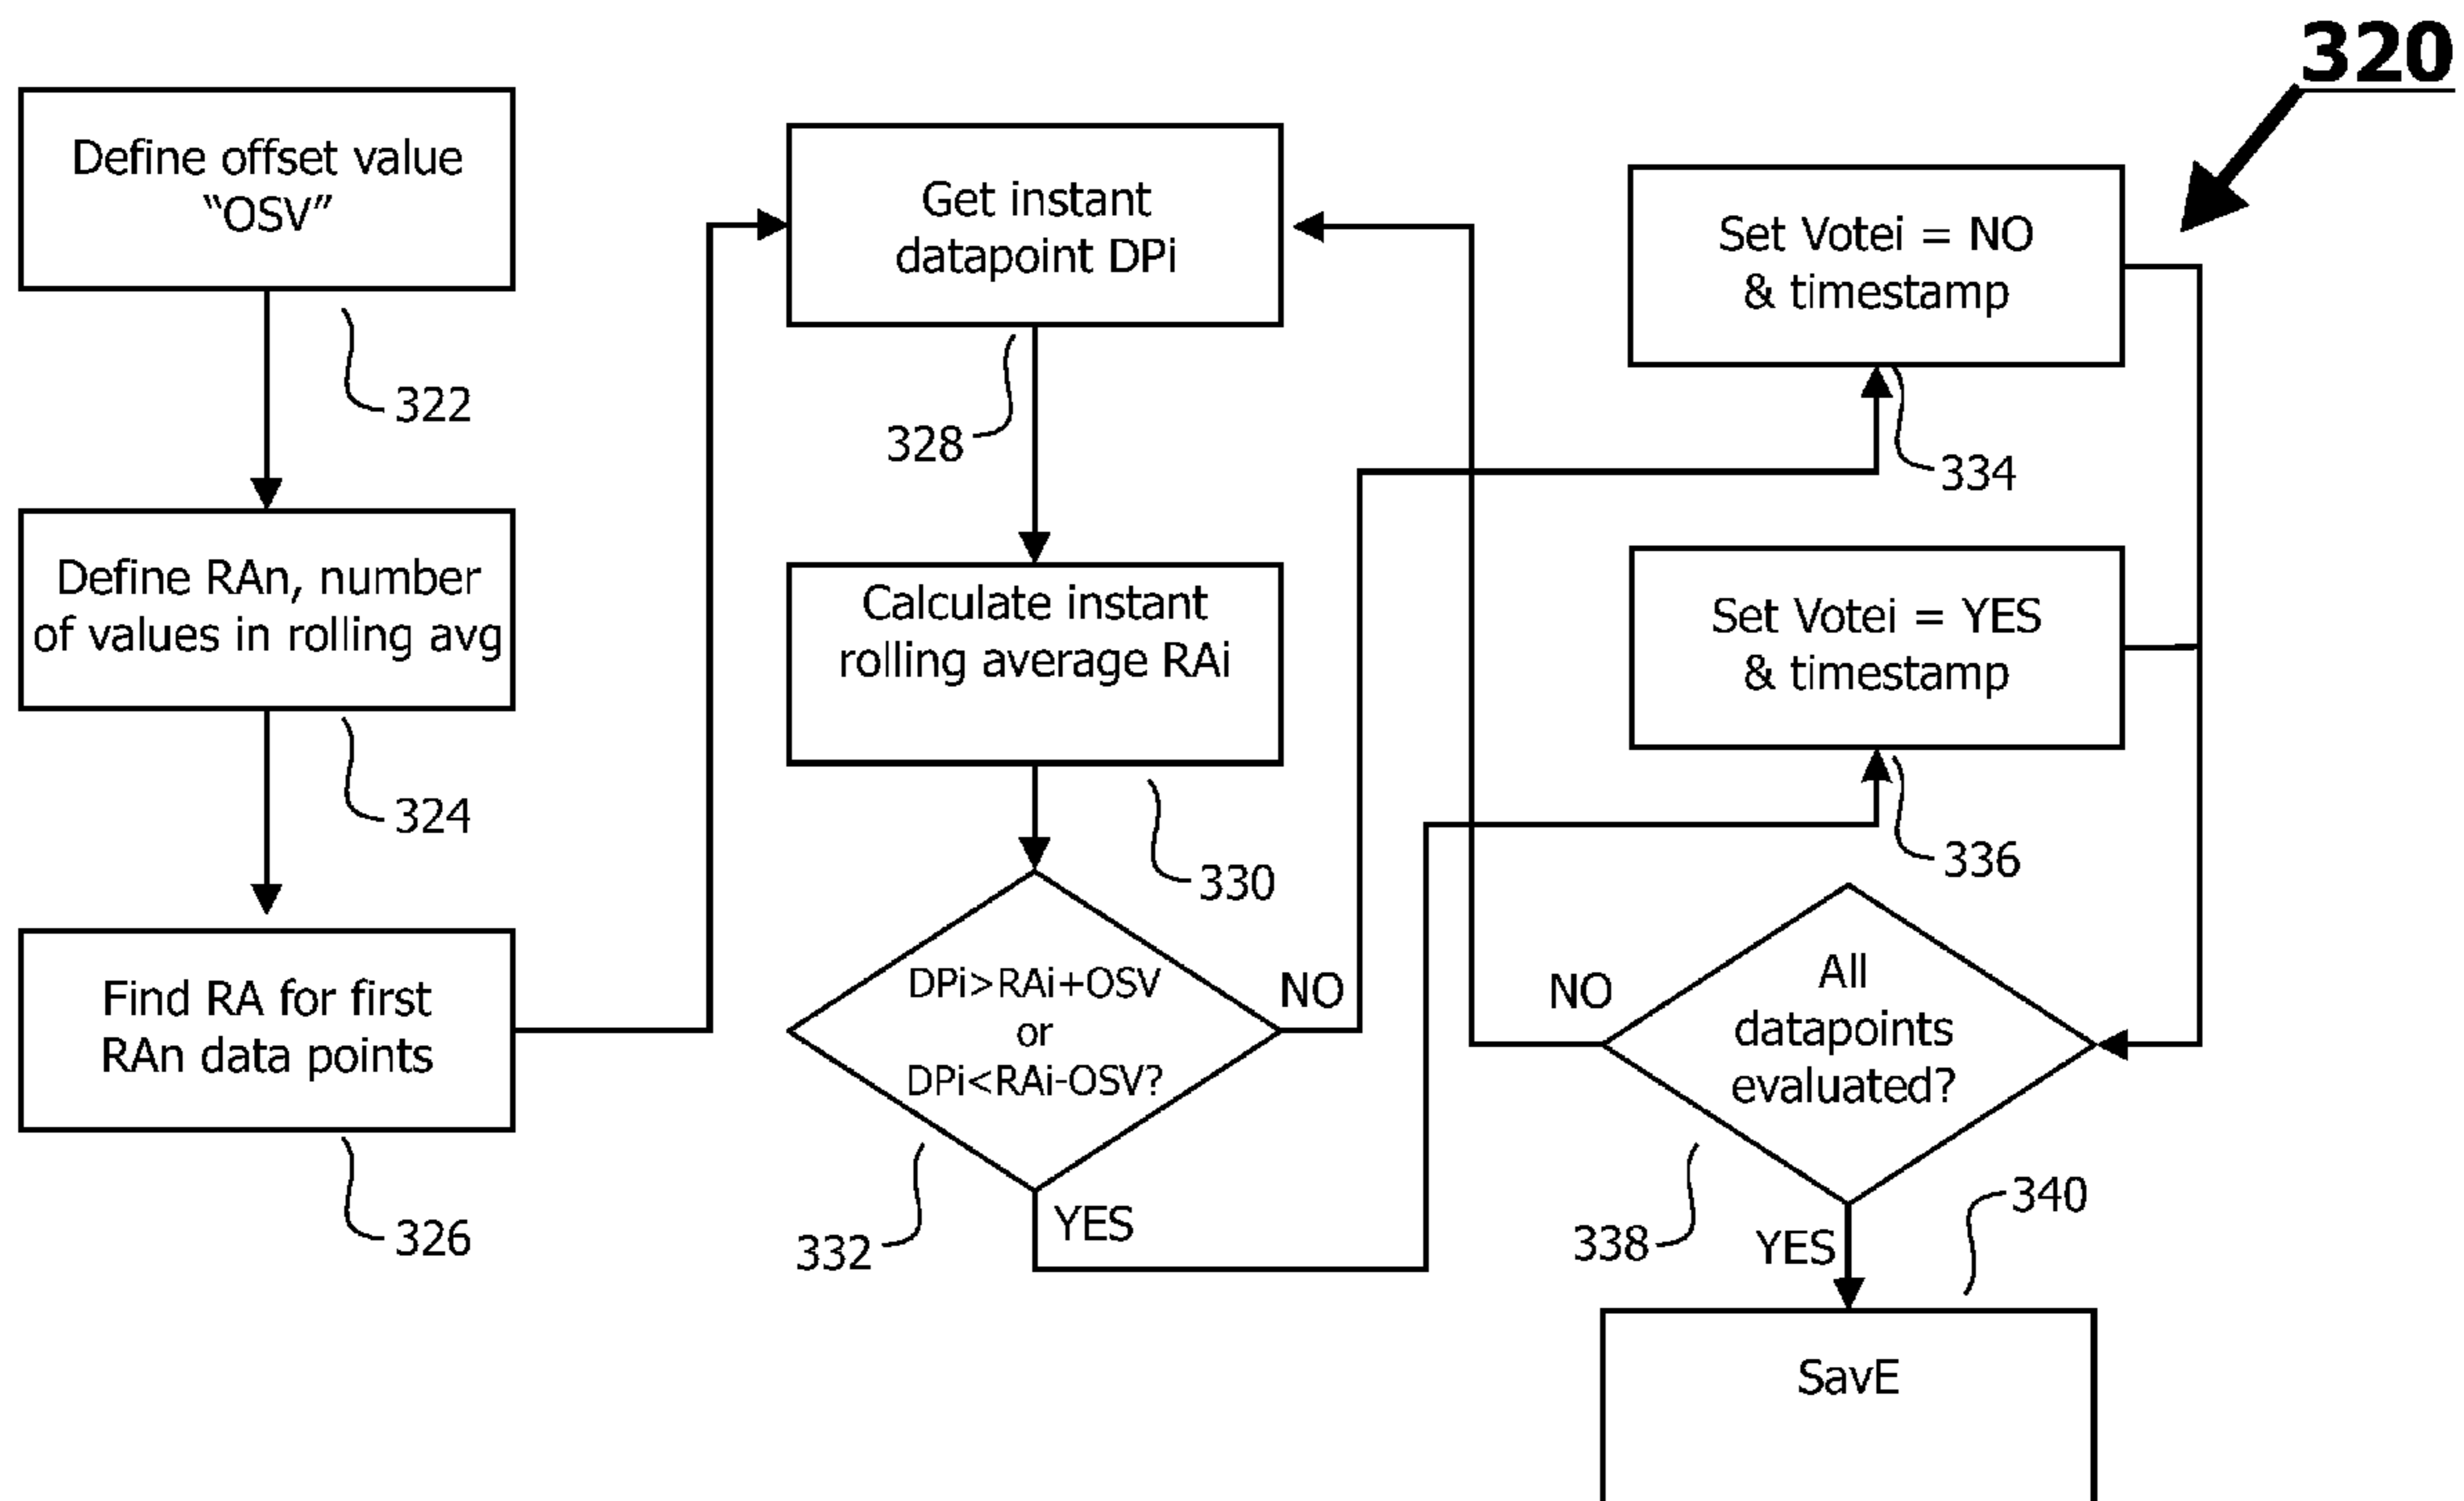 320
Define offset value
“OSV”
322
Define RAn, number
of values in rolling avg
324
Find RA for first
RAn data points
326
Get instant
datapoint DPi
328
Calculate instant
rolling average RAi
330
DPi>RAi+OSV
or
DPi<RAi-OSV?
NO
YES
332
Set Votei = NO
& timestamp
334
Set Votei = YES
& timestamp
336
All
datapoints
evaluated?
NO
YES
338
340
SavE